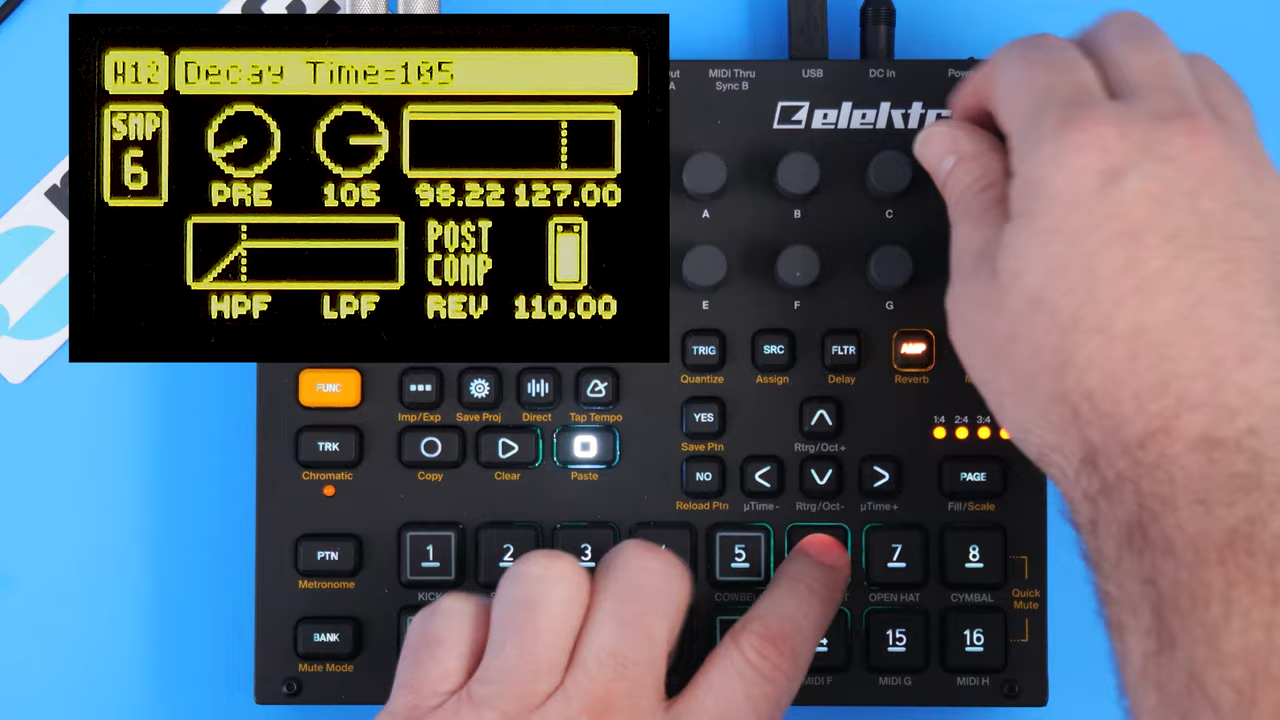 A12 Decay Time=105
SMP
6
PRE 105 98.22 127.00
POST
COMP
HPF LPF REV 110.00
MIDI Thru
Sync B
USB
DC In
elektr
A B C
E F G
TRIG SRC FLTR AMP
Quantize Assign Delay Reverb
FUNC
Imp/Exp Save Proj Direct Tap Tempo
YES
Save Ptn
Rtrg/Oct+
1:4 2:4 3:4
TRK
Chromatic
Copy Clear Paste
NO
Reload Ptn µTime- Rtrg/Oct- µTime+
PAGE
Fill/Scale
PTN
Metronome
1 2 3 5 7 8
KICK COWBELL OPEN HAT CYMBAL
Quick
Mute
BANK
Mute Mode
15 16
MIDI F MIDI G MIDI H